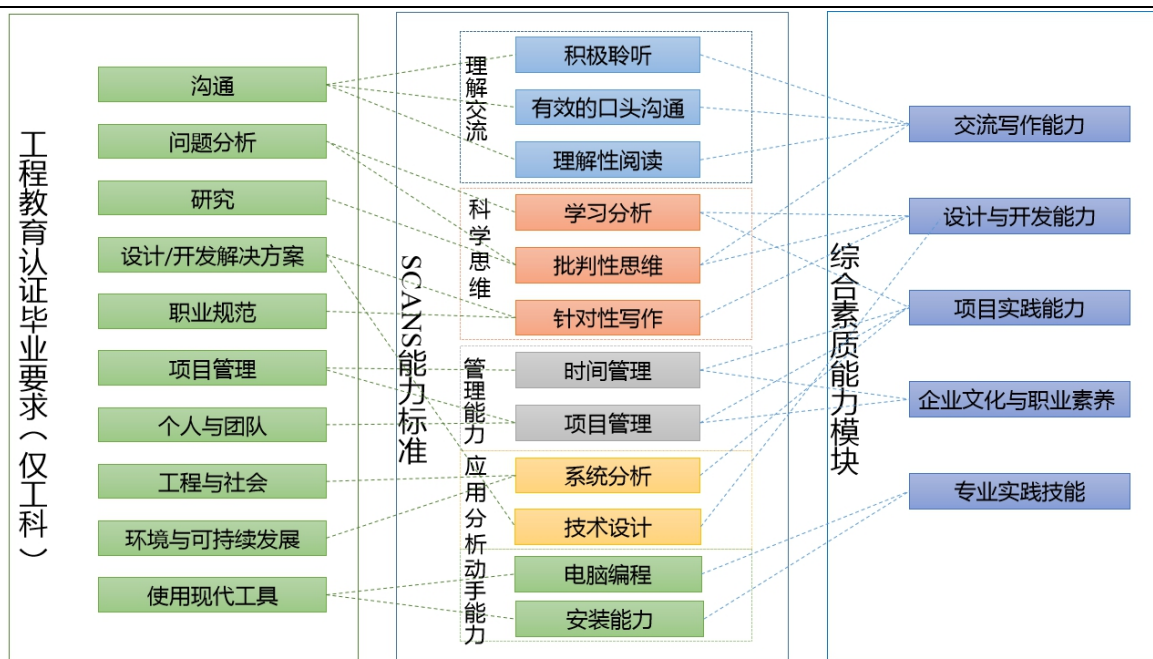 工程教育认证毕业要求（仅工科）
沟通
问题分析
研究
设计/开发解决方案
职业规范
项目管理
个人与团队
工程与社会
环境与可持续发展
使用现代工具
SCANS能力标准
理解交流
积极聆听
有效的口头沟通
理解性阅读
科学思维
学习分析
批判性思维
针对性写作
管理能力
时间管理
项目管理
应用分析
系统分析
技术设计
动手能力
电脑编程
安装能力
综合素质能力模块
交流写作能力
设计与开发能力
项目实践能力
企业文化与职业素养
专业实践技能